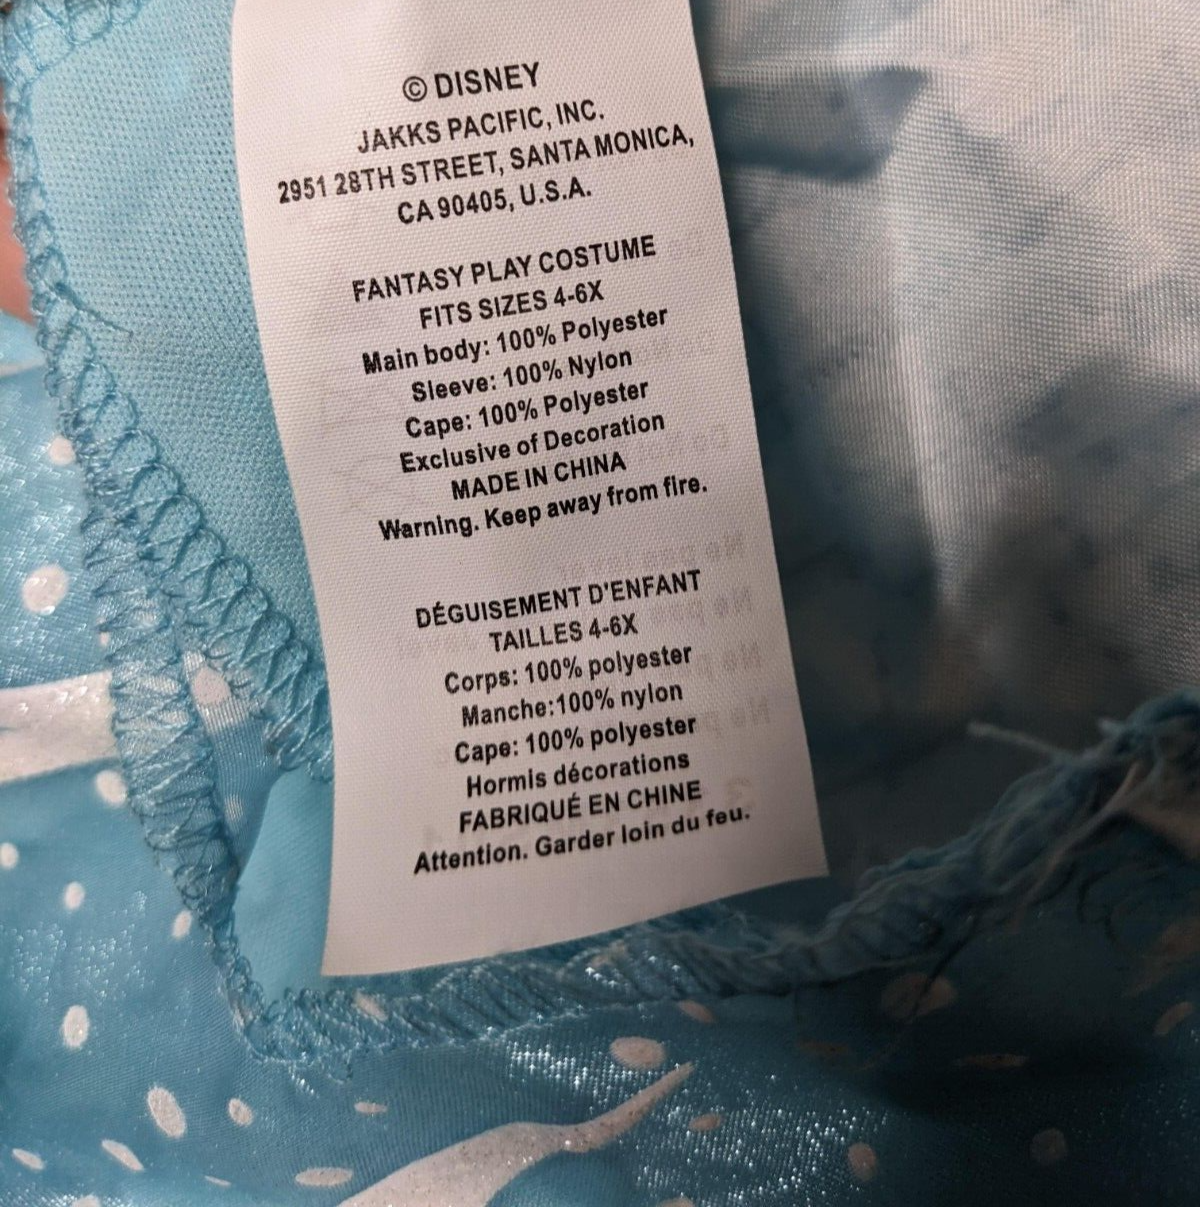 © DISNEY
JAKKS PACIFIC, INC.
2951 28TH STREET, SANTA MONICA,
CA 90405, U.S.A.
FANTASY PLAY COSTUME
FITS SIZES 4-6X
Main body: 100% Polyester
Sleeve: 100% Nylon
Cape: 100% Polyester
Exclusive of Decoration
MADE IN CHINA
Warning. Keep away from fire.
DÉGUISEMENT D'ENFANT
TAILLES 4-6X
Corps: 100% polyester
Manche:100% nylon
Cape: 100% polyester
Hormis décorations
FABRIQUÉ EN CHINE
Attention. Garder loin du feu.